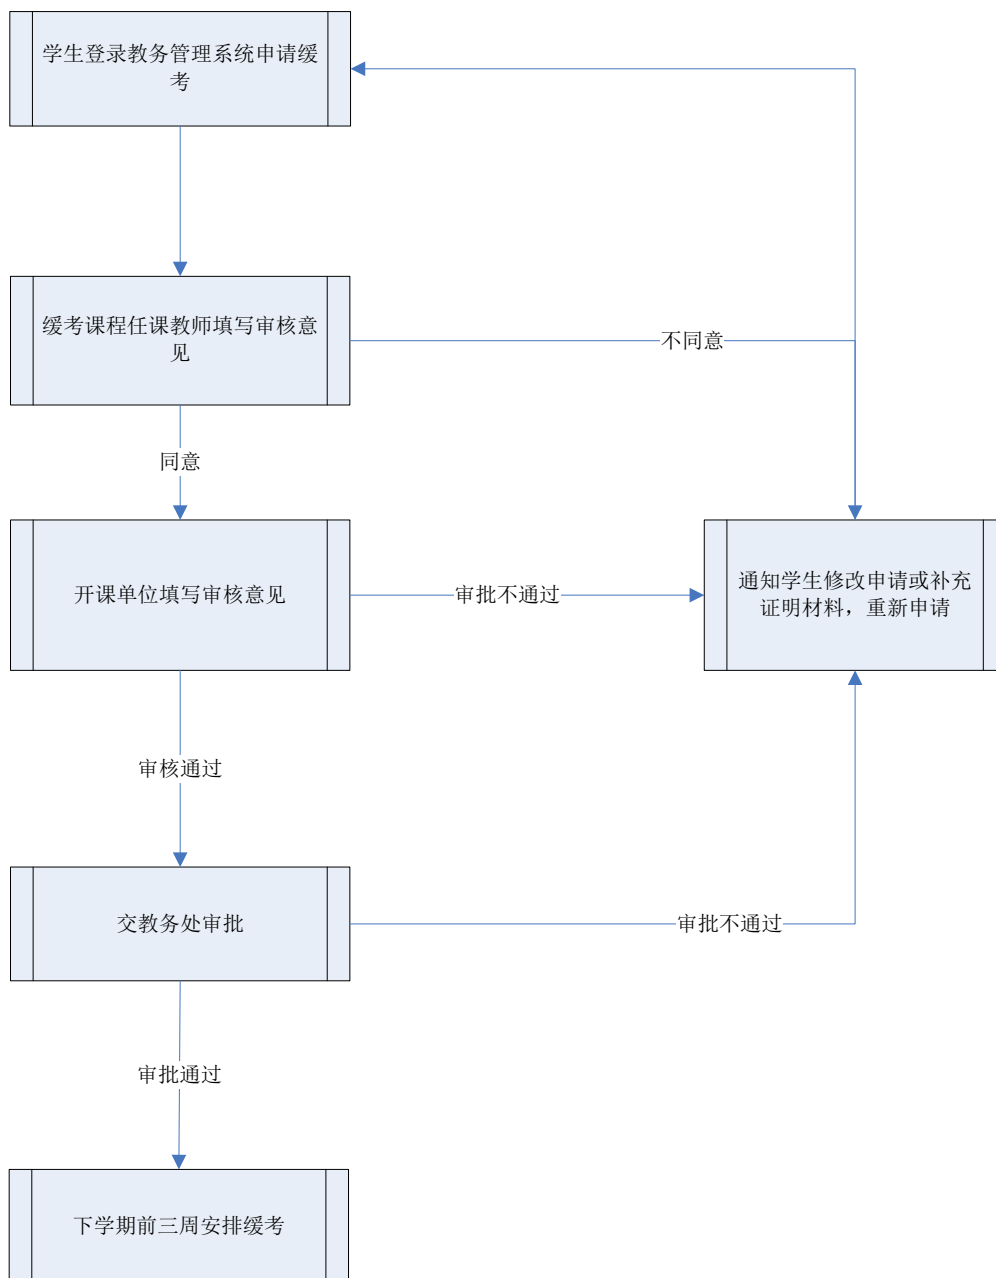 学生登录教务管理系统申请缓
考
缓考课程任课教师填写审核意
见
不同意
同意
开课单位填写审核意见
审批不通过
通知学生修改申请或补充
证明材料，重新申请
审核通过
交教务处审批
审批不通过
审批通过
下学期前三周安排缓考